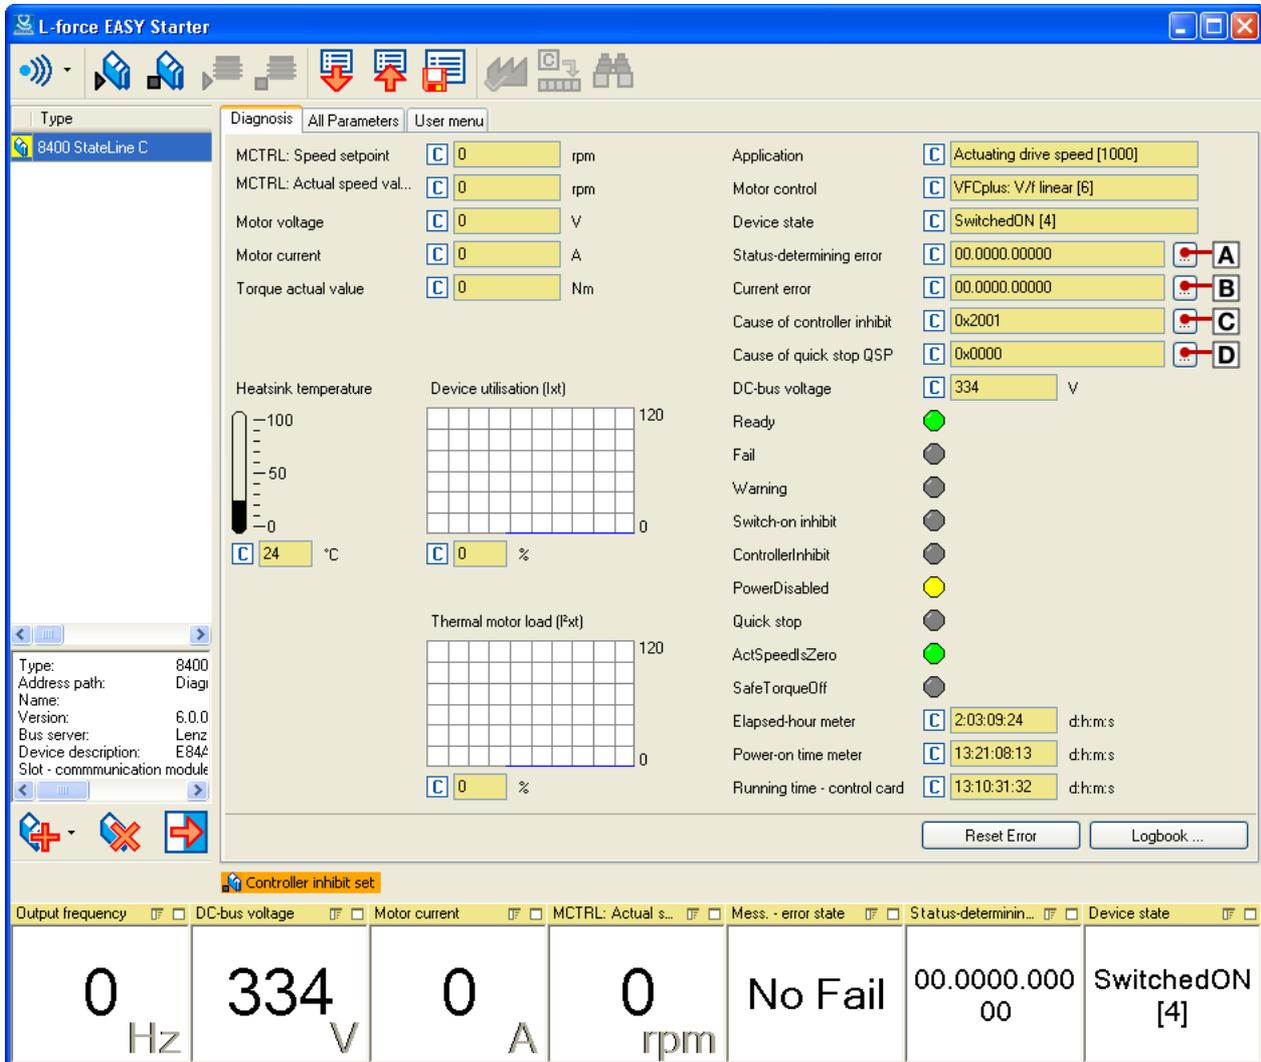 L-force EASY Starter
Type
8400 StateLine C
Diagnosis
All Parameters
User menu
MCTRL: Speed setpoint C 0 rpm
MCTRL: Actual speed val... C 0 rpm
Motor voltage C 0 V
Motor current C 0 A
Torque actual value C 0 Nm
Heatsink temperature
100
50
0
C 24 °C
Device utilisation (Ixt)
120
0
C 0 %
Thermal motor load (I²xt)
120
0
C 0 %
Application C Actuating drive speed [1000]
Motor control C VFCplus: V/f linear [6]
Device state C SwitchedON [4]
Status-determining error C 00.0000.00000 ... A
Current error C 00.0000.00000 ... B
Cause of controller inhibit C 0x2001 ... C
Cause of quick stop QSP C 0x0000 ... D
DC-bus voltage C 334 V
Ready
Fail
Warning
Switch-on inhibit
ControllerInhibit
PowerDisabled
Quick stop
ActSpeedIsZero
SafeTorqueOff
Elapsed-hour meter C 2:03:09:24 d:h:m:s
Power-on time meter C 13:21:08:13 d:h:m:s
Running time - control card C 13:10:31:32 d:h:m:s
Reset Error
Logbook ...
Type: 8400
Address path: Diagn
Name:
Version: 6.0.0
Bus server: Lenz
Device description: E84A
Slot - commmunication module
Controller inhibit set
Output frequency
0
Hz
DC-bus voltage
334
V
Motor current
0
A
MCTRL: Actual s...
0
rpm
Mess. - error state
No Fail
Status-determinin...
00.0000.000
00
Device state
SwitchedON
[4]